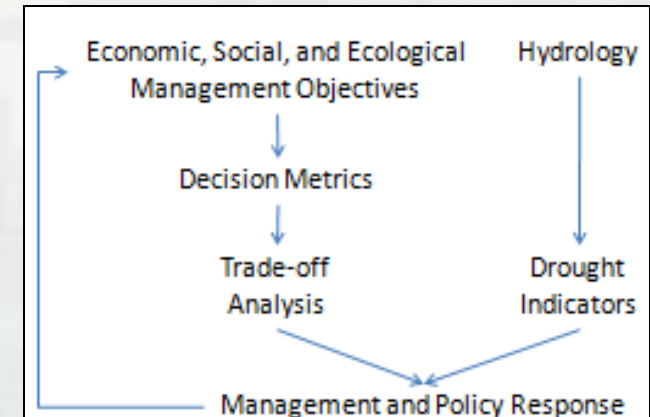 Economic, Social, and Ecological
Management Objectives
Hydrology
Decision Metrics
Trade-off
Analysis
Drought
Indicators
Management and Policy Response